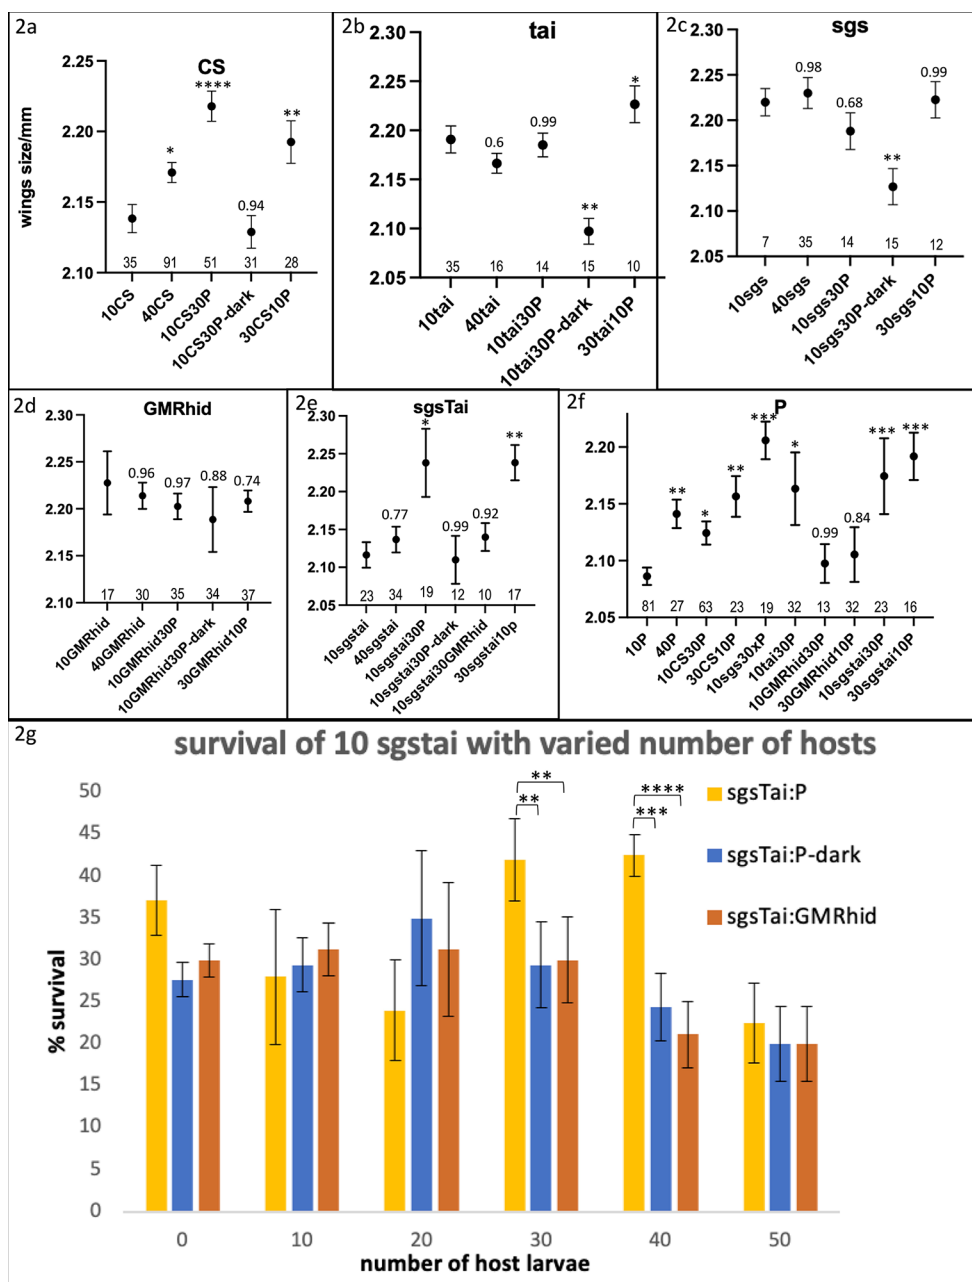 2a
CS
wings size/mm
2.25
2.20
2.15
2.10
*
****
0.94
**
35 91 51 31 28
10CS
40CS
10CS30P
10CS30P-dark
30CS10P
2b
tai
2.30
2.25
2.20
2.15
2.10
2.05
0.6
0.99
**
*
35 16 14 15 10
10tai
40tai
10tai30P
10tai30P-dark
30tai10P
2c
sgs
2.30
2.25
2.20
2.15
2.10
2.05
0.98
0.68
**
0.99
7 35 14 15 12
10sgs
40sgs
10sgs30P
10sgs30P-dark
30sgs10P
2d
GMRhid
2.30
2.25
2.20
2.15
2.10
0.96
0.97
0.88
0.74
17 30 35 34 37
10GMRhid
40GMRhid
10GMRhid30P
10GMRhid30P-dark
30GMRhid10P
2e
sgsTai
2.30
2.25
2.20
2.15
2.10
2.05
0.77
*
0.99
0.92
**
23 34 19 12 10 17
10sgstai
40sgstai
10sgstai30P
10sgstai30P-dark
10sgstai30GMRhid
30sgstai10p
2f
P
2.20
2.15
2.10
2.05
**
*
**
***
*
0.99
0.84
***
***
81 27 63 23 19 32 13 32 23 16
10P
40P
10CS30P
30CS10P
10sgs30xP
10tai30P
10GMRhid30P
30GMRhid10P
10sgstai30P
30sgstai10P
2g
survival of 10 sgstai with varied number of hosts
% survival
50
45
40
35
30
25
20
15
10
5
0
**
**
****
***
sgsTai:P
sgsTai:P-dark
sgsTai:GMRhid
0 10 20 30 40 50
number of host larvae